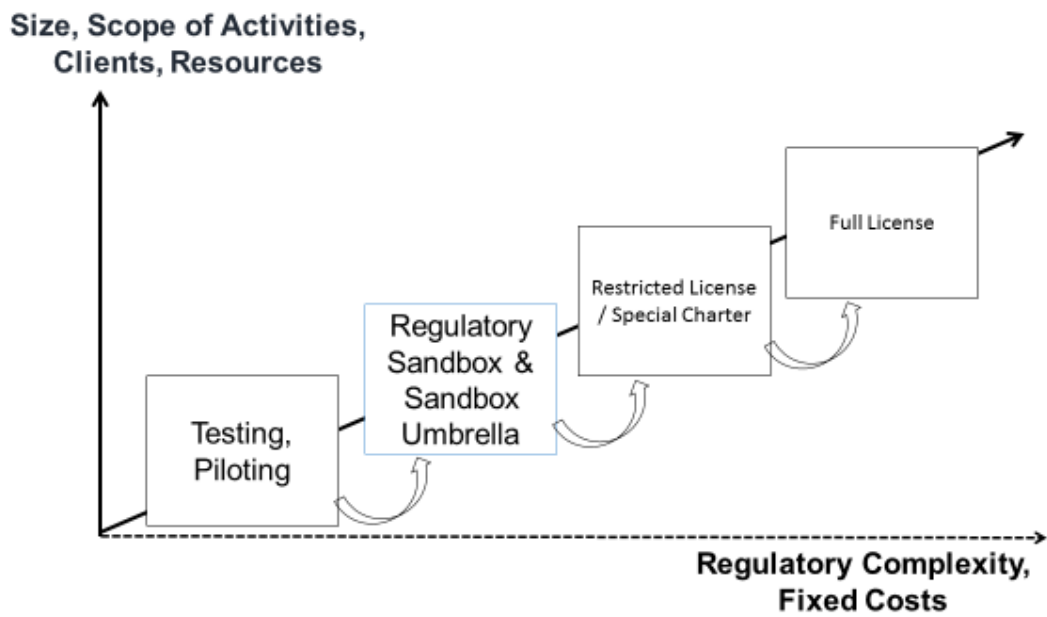 Size, Scope of Activities,
Clients, Resources
Full License
Restricted License
/ Special Charter
Regulatory
Sandbox &
Sandbox
Umbrella
Testing,
Piloting
Regulatory Complexity,
Fixed Costs